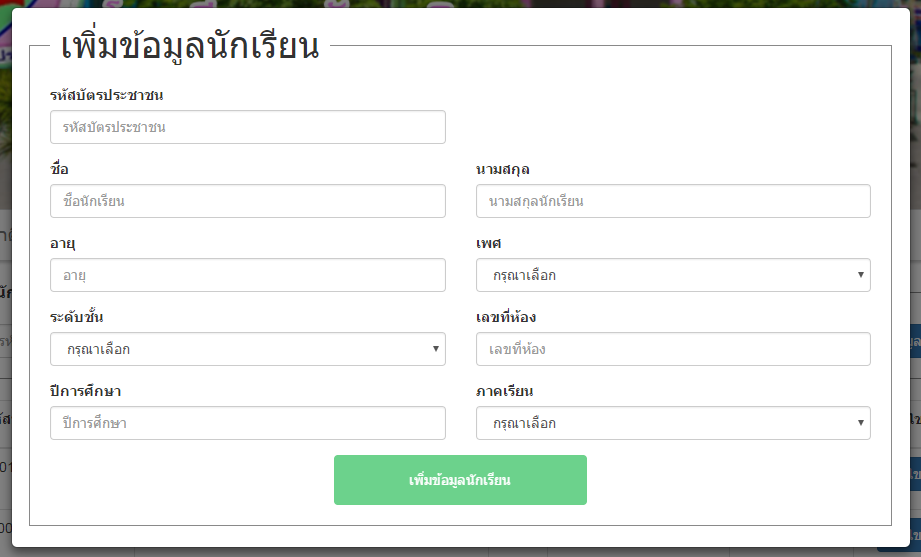 เพิ่มข้อมูลนักเรียน
รหัสบัตรประชาชน
รหัสบัตรประชาชน
ชื่อ นามสกุล
ชื่อนักเรียน นามสกุลนักเรียน
อายุ เพศ
อายุ กรุณาเลือก
ระดับชั้น เลขที่ห้อง
กรุณาเลือก เลขที่ห้อง
ปีการศึกษา ภาคเรียน
ปีการศึกษา กรุณาเลือก
เพิ่มข้อมูลนักเรียน